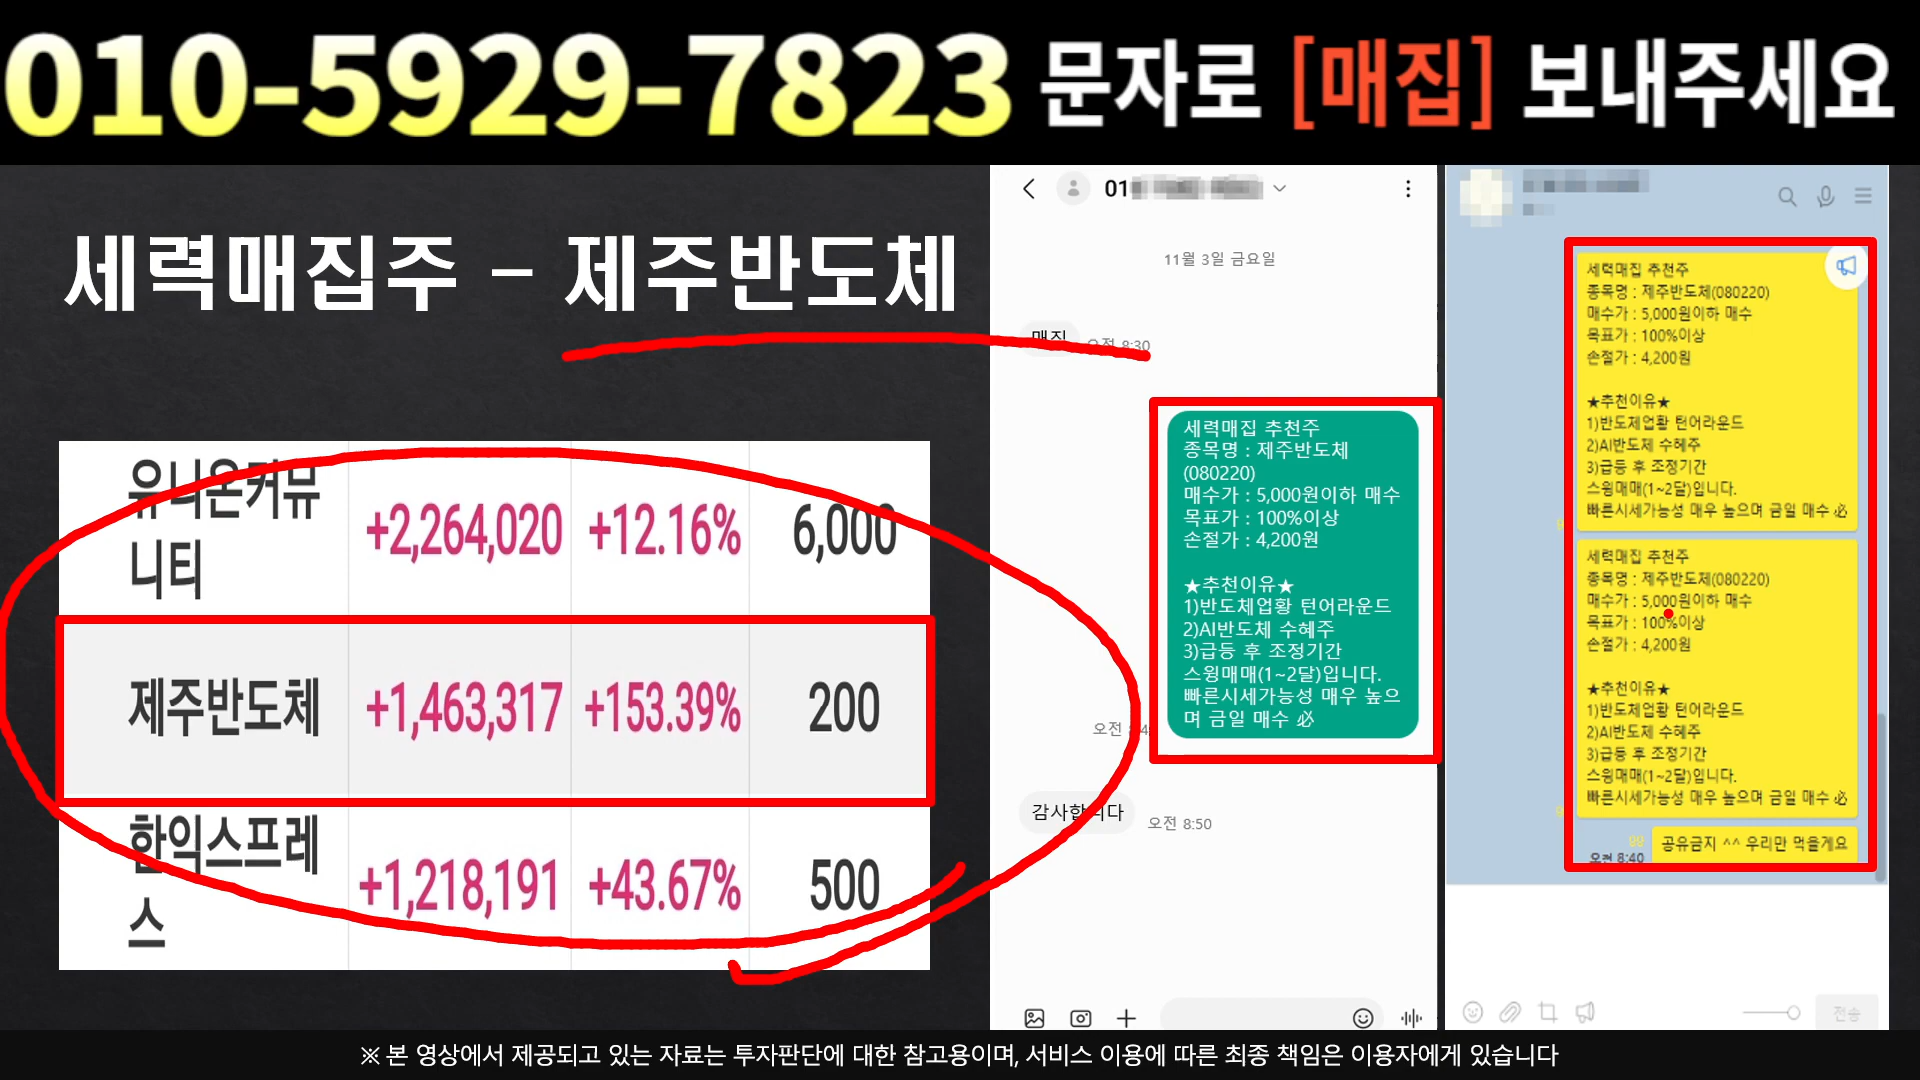 010-5929-7823 문자로 [매집] 보내주세요
세력매집주 - 제주반도체
유니온커뮤
니티
+2,264,020
+12.16%
6,000
제주반도체
+1,463,317
+153.39%
200
한익스프레
스
+1,218,191
+43.67%
500
01
11월 3일 금요일
매집
오전 8:30
세력매집 추천주
종목명 : 제주반도체
(080220)
매수가 : 5,000원이하 매수
목표가 : 100%이상
손절가 : 4,200원
★추천이유★
1)반도체업황 턴어라운드
2)AI반도체 수혜주
3)급등 후 조정기간
스윙매매(1~2달)입니다.
빠른시세가능성 매우 높으
며 금일 매수 必
오전
감사합니다
오전 8:50
세력매집 추천주
종목명 : 제주반도체(080220)
매수가 : 5,000원이하 매수
목표가 : 100%이상
손절가 : 4,200원
★추천이유★
1)반도체업황 턴어라운드
2)AI반도체 수혜주
3)급등 후 조정기간
스윙매매(1~2달)입니다.
빠른시세가능성 매우 높으며 금일 매수 必
세력매집 추천주
종목명 : 제주반도체(080220)
매수가 : 5,000원이하 매수
목표가 : 100%이상
손절가 : 4,200원
★추천이유★
1)반도체업황 턴어라운드
2)AI반도체 수혜주
3)급등 후 조정기간
스윙매매(1~2달)입니다.
빠른시세가능성 매우 높으며 금일 매수 必
오전 8:40
공유금지 ^^ 우리만 먹을게요
전송
※ 본 영상에서 제공되고 있는 자료는 투자판단에 대한 참고용이며, 서비스 이용에 따른 최종 책임은 이용자에게 있습니다